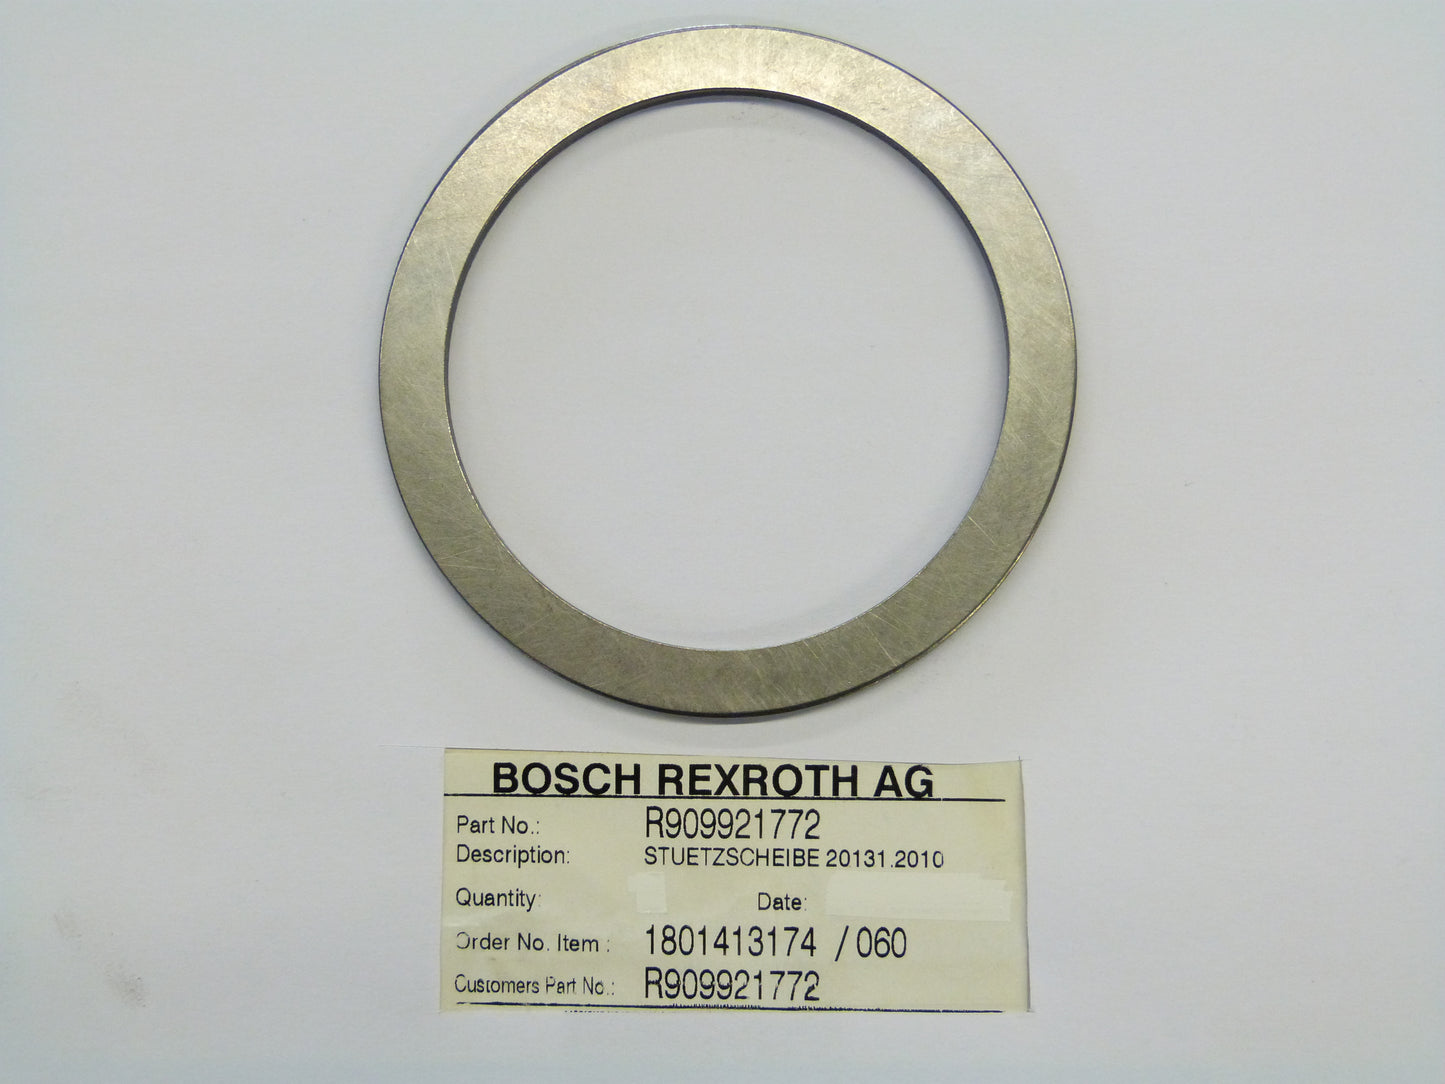 BOSCH REXROTH AG
Part No.: R909921772
Description: STUETZSCHEIBE 20131.2010
Quantity: Date:
Order No. Item : 1801413174 /060
Customers Part No.: R909921772